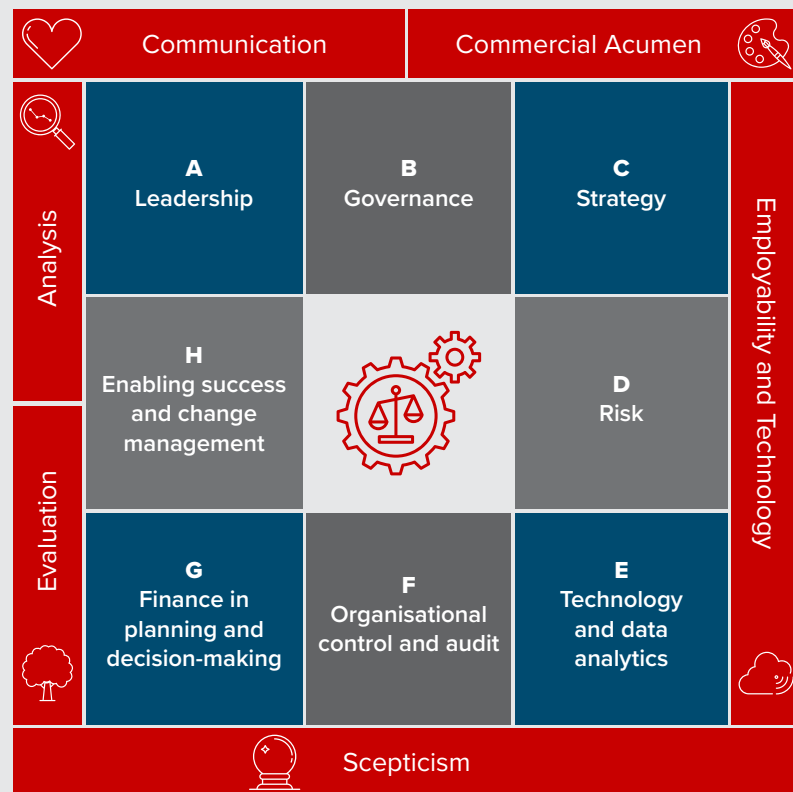 Communication
Commercial Acumen
Analysis
A
Leadership
B
Governance
C
Strategy
Employability and Technology
H
Enabling success
and change
management
D
Risk
Evaluation
G
Finance in
planning and
decision-making
F
Organisational
control and audit
E
Technology
and data
analytics
Scepticism